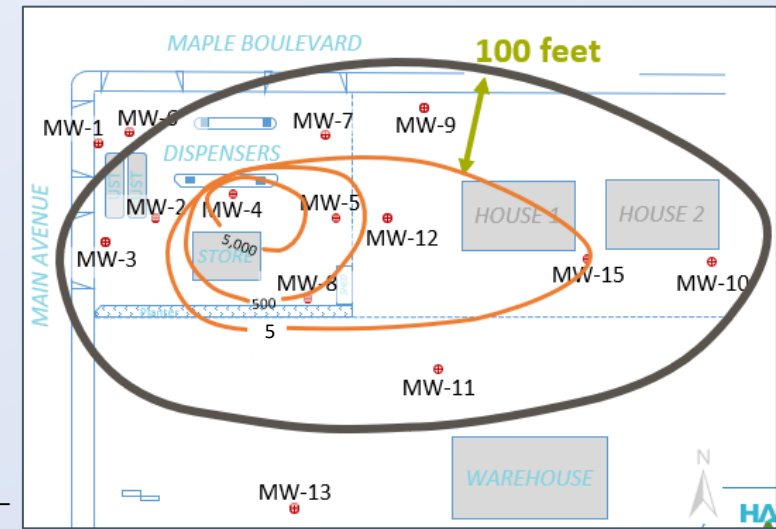 MAPLE BOULEVARD
100 feet
MW-1
MW-6
MW-7
MW-9
DISPENSERS
UST
UST
MW-2
MW-4
MW-5
MW-12
HOUSE 1
HOUSE 2
MAIN AVENUE
MW-3
5,000
STORE
MW-15
MW-10
MW-8
500
Planter
5
MW-11
WAREHOUSE
MW-13
N
HA